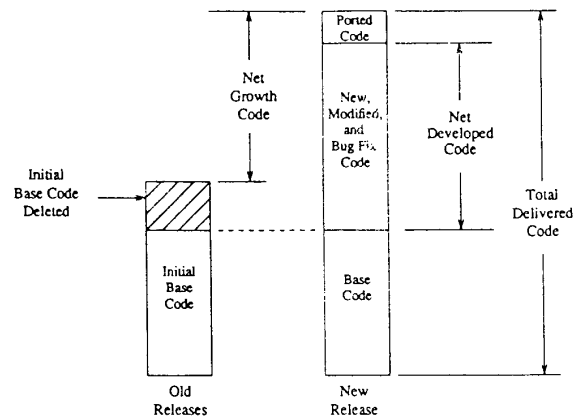 Ported
Code
Net
Growth
Code
New,
Modified,
and
Bug Fix
Code
Net
Developed
Code
Initial
Base Code
Deleted
Total
Delivered
Code
Initial
Base
Code
Base
Code
Old
Releases
New
Release